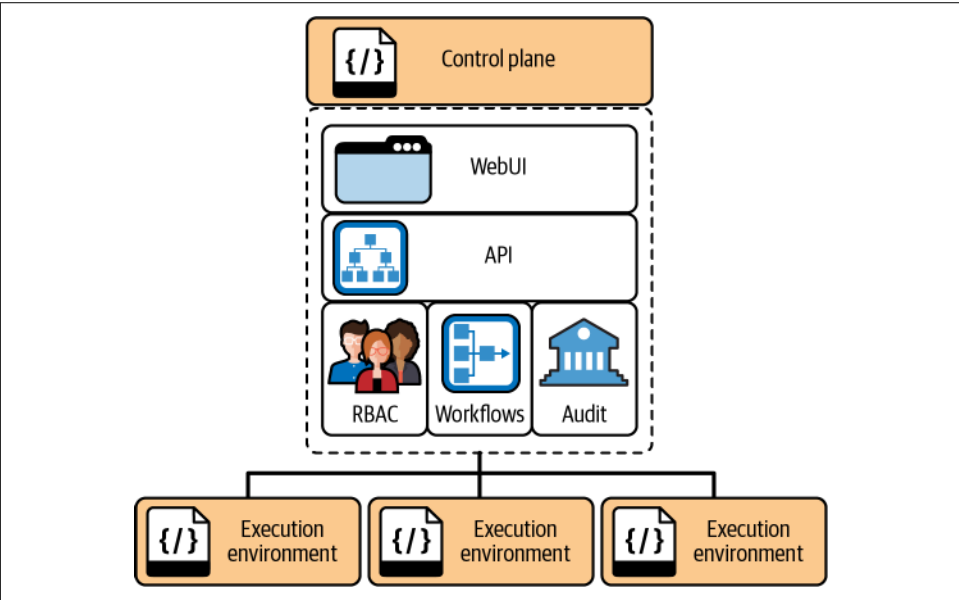 {/}
Control plane
WebUI
API
RBAC
Workflows
Audit
{/}
Execution
environment
{/}
Execution
environment
{/}
Execution
environment